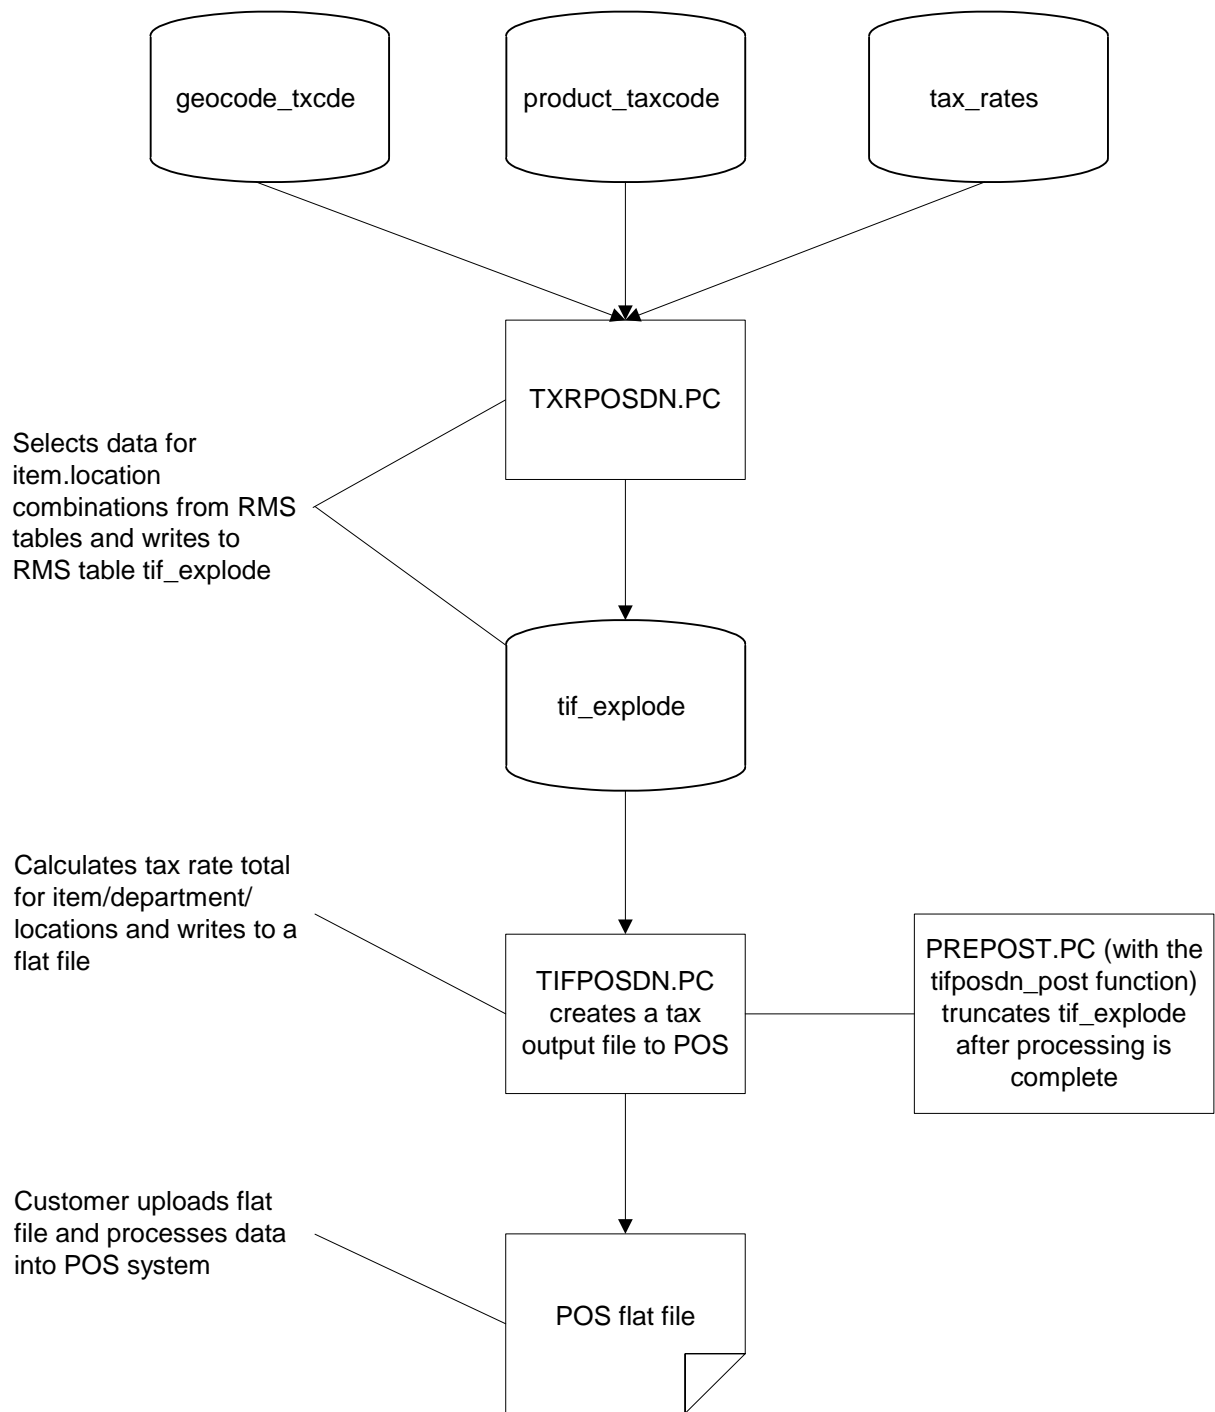 geocode_txcde
product_taxcode
tax_rates
TXRPOSDN.PC
Selects data for
item.location
combinations from RMS
tables and writes to
RMS table tif_explode
tif_explode
Calculates tax rate total
for item/department/
locations and writes to a
flat file
TIFPOSDN.PC
creates a tax
output file to POS
PREPOST.PC (with the
tifposdn_post function)
truncates tif_explode
after processing is
complete
Customer uploads flat
file and processes data
into POS system
POS flat file